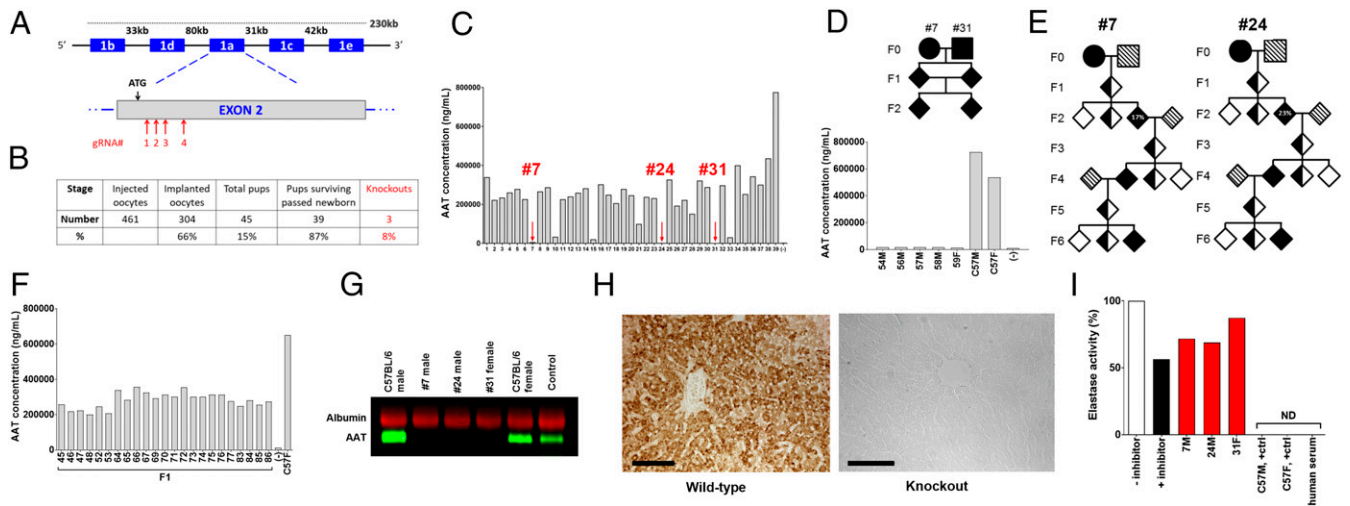 A
230kb
33kb 80kb 31kb 42kb
5' 1b 1d 1a 1c 1e 3'
ATG
EXON 2
gRNA# 1 2 3 4
B
Stage Injected oocytes Implanted oocytes Total pups Pups surviving passed newborn Knockouts
Number 461 304 45 39 3
% 66% 15% 87% 8%
C
AAT concentration (ng/mL)
800000
600000
400000
200000
0
#7 #24 #31
1 2 3 4 5 6 7 8 9 10 11 12 13 14 15 16 17 18 19 20 21 22 23 24 25 26 27 28 29 30 31 32 33 34 35 36 37 38 39 (-)
D
#7 #31
F0
F1
F2
AAT concentration (ng/mL)
800000
600000
400000
200000
0
54M 56M 57M 58M 59F C57M C57F (-)
E
#7 #24
F0 F0
F1 F1
F2 17% F2 23%
F3 F3
F4 F4
F5 F5
F6 F6
F
AAT concentration (ng/mL)
800000
600000
400000
200000
0
45 46 47 48 52 53 64 65 66 67 69 70 71 72 73 74 75 76 77 83 84 85 86 (-) C57F
F1
G
C57BL/6 male
#7 male
#24 male
#31 female
C57BL/6 female
Control
Albumin
AAT
H
Wild-type Knockout
I
Elastase activity (%)
100
50
0
ND
- inhibitor
+ inhibitor
7M
24M
31F
C57M, +ctrl
C57F, +ctrl
human serum